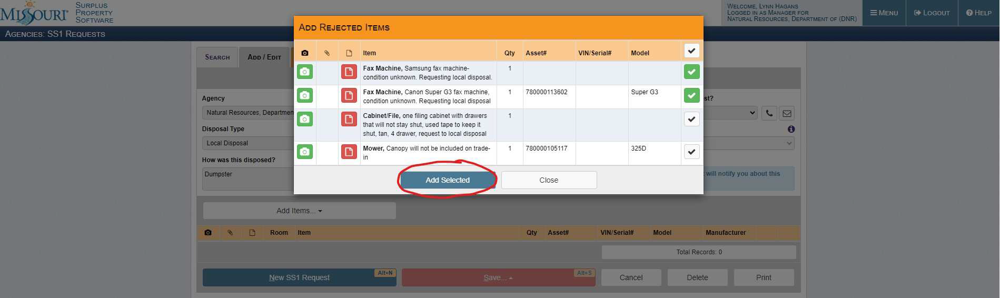 Missouri
Surplus
Property
Software
Welcome, Lynn Hagans
Logged in as Manager for
Natural Resources, Department of (DNR)
Menu
Logout
Help
Agencies: SS1 Requests
Search
Add / Edit
Agency
Natural Resources, Departmen
Disposal Type
Local Disposal
How was this disposed?
Dumpster
st?
will notify you about this
Add Rejected Items
Item Qty Asset# VIN/Serial# Model
Fax Machine, Samsung fax machine- 1
condition unknown. Requesting local disposal.
Fax Machine, Canon Super G3 fax machine, 1 780000113602 Super G3
condition unknown. Requesting local disposal
Cabinet/File, one filing cabinet with drawers 1
that will not stay shut, used tape to keep it
shut, tan, 4 drawer, request to local disposal
Mower, Canopy will not be included on trade- 1 780000105117 325D
in
Add Selected
Close
Add Items...
Room Item Qty Asset# VIN/Serial# Model Manufacturer
Total Records: 0
New SS1 Request
Alt+N
Save...
Alt+S
Cancel
Delete
Print